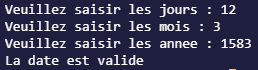 Veuillez saisir les jours : 12
Veuillez saisir les mois : 3
Veuillez saisir les annee : 1583
La date est valide